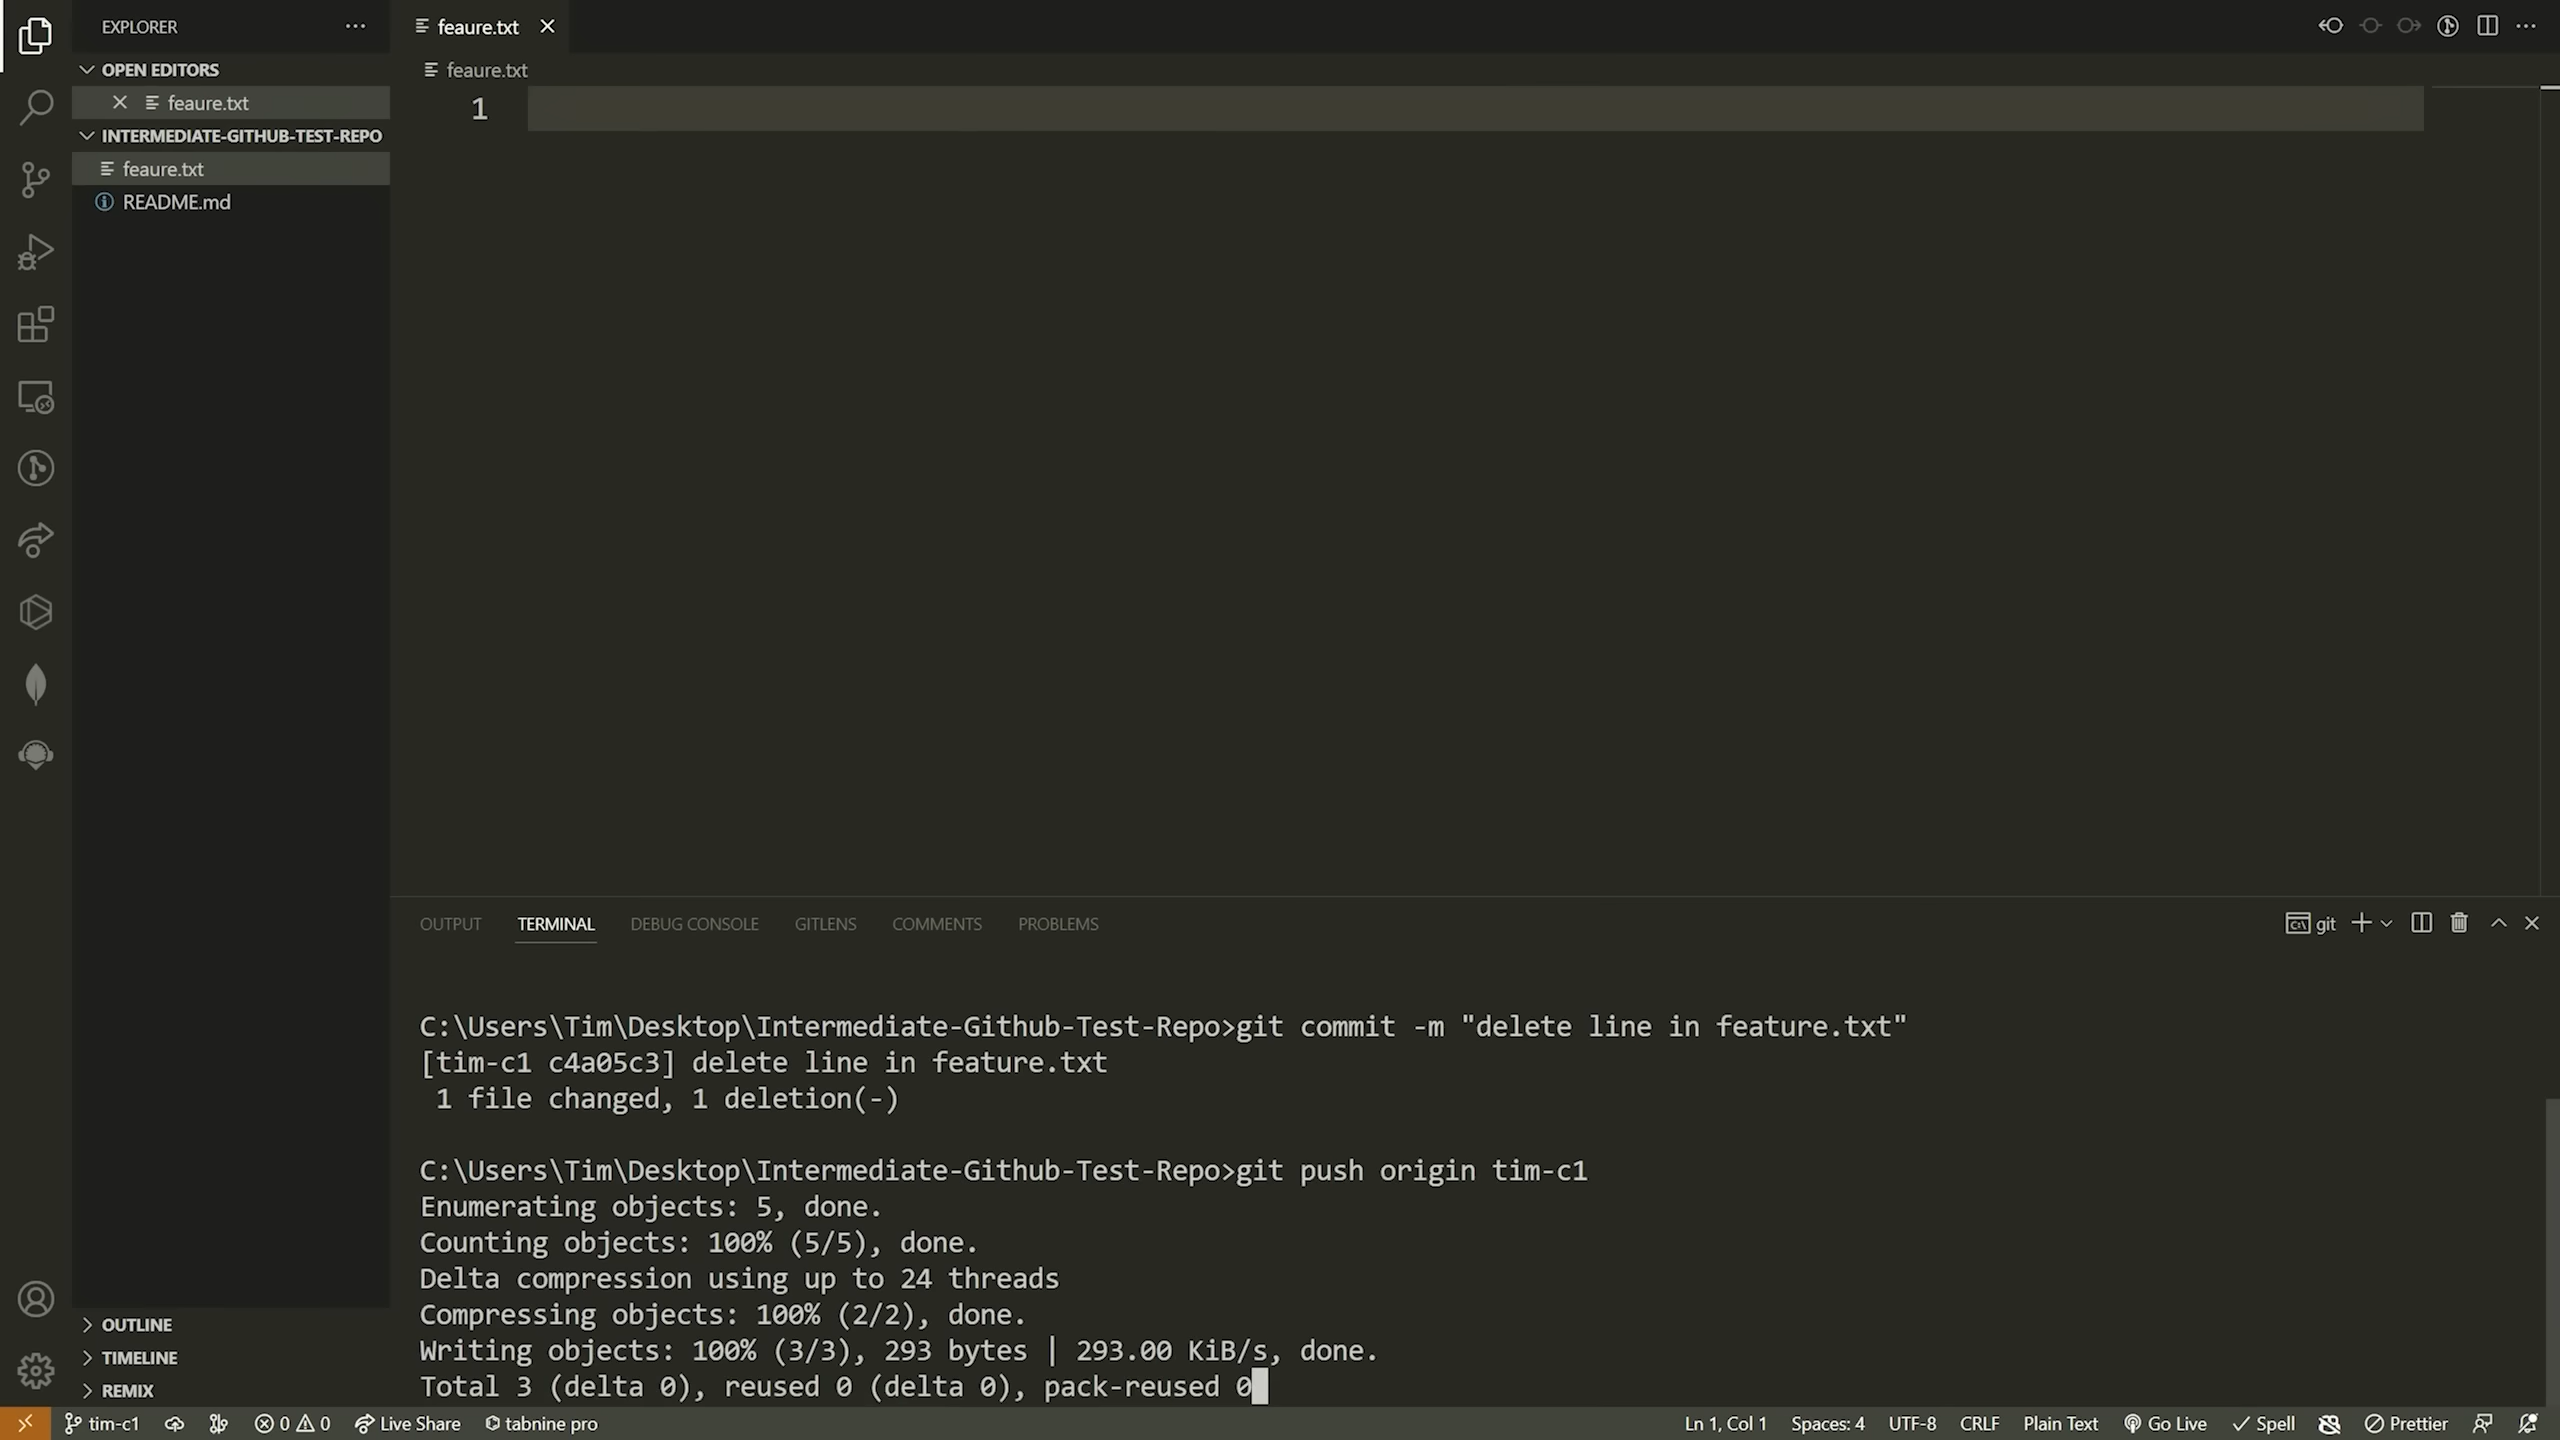 EXPLORER
feaure.txt
OPEN EDITORS
feaure.txt
feaure.txt
1
INTERMEDIATE-GITHUB-TEST-REPO
feaure.txt
README.md
OUTPUT TERMINAL DEBUG CONSOLE GITLENS COMMENTS PROBLEMS
git
C:\Users\Tim\Desktop\Intermediate-Github-Test-Repo>git commit -m "delete line in feature.txt"
[tim-c1 c4a05c3] delete line in feature.txt
1 file changed, 1 deletion(-)
C:\Users\Tim\Desktop\Intermediate-Github-Test-Repo>git push origin tim-c1
Enumerating objects: 5, done.
Counting objects: 100% (5/5), done.
Delta compression using up to 24 threads
Compressing objects: 100% (2/2), done.
Writing objects: 100% (3/3), 293 bytes | 293.00 KiB/s, done.
Total 3 (delta 0), reused 0 (delta 0), pack-reused 0
OUTLINE
TIMELINE
REMIX
tim-c1 0 0 Live Share tabnine pro Ln 1, Col 1 Spaces: 4 UTF-8 CRLF Plain Text Go Live Spell Prettier